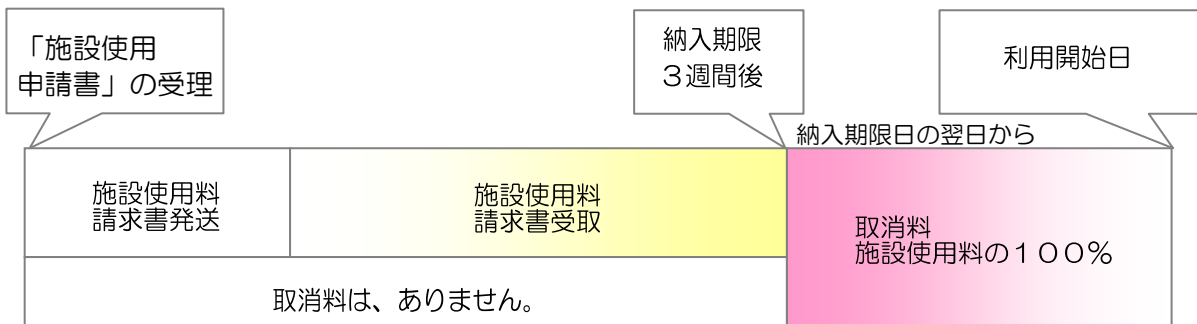 「施設使用
申請書」の受理
納入期限
３週間後
利用開始日
納入期限日の翌日から
施設使用料
請求書発送
施設使用料
請求書受取
取消料
施設使用料の１００％
取消料は、ありません。